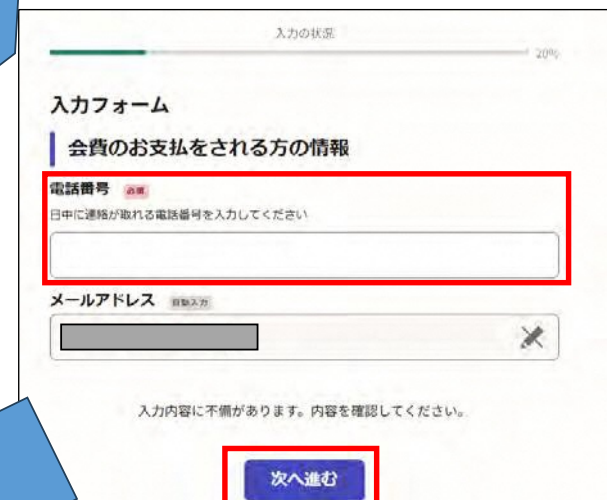 入力の状況
20%
入力フォーム
会費のお支払をされる方の情報
電話番号 必須
日中に連絡が取れる電話番号を入力してください
メールアドレス 自動入力
入力内容に不備があります。内容を確認してください。
次へ進む